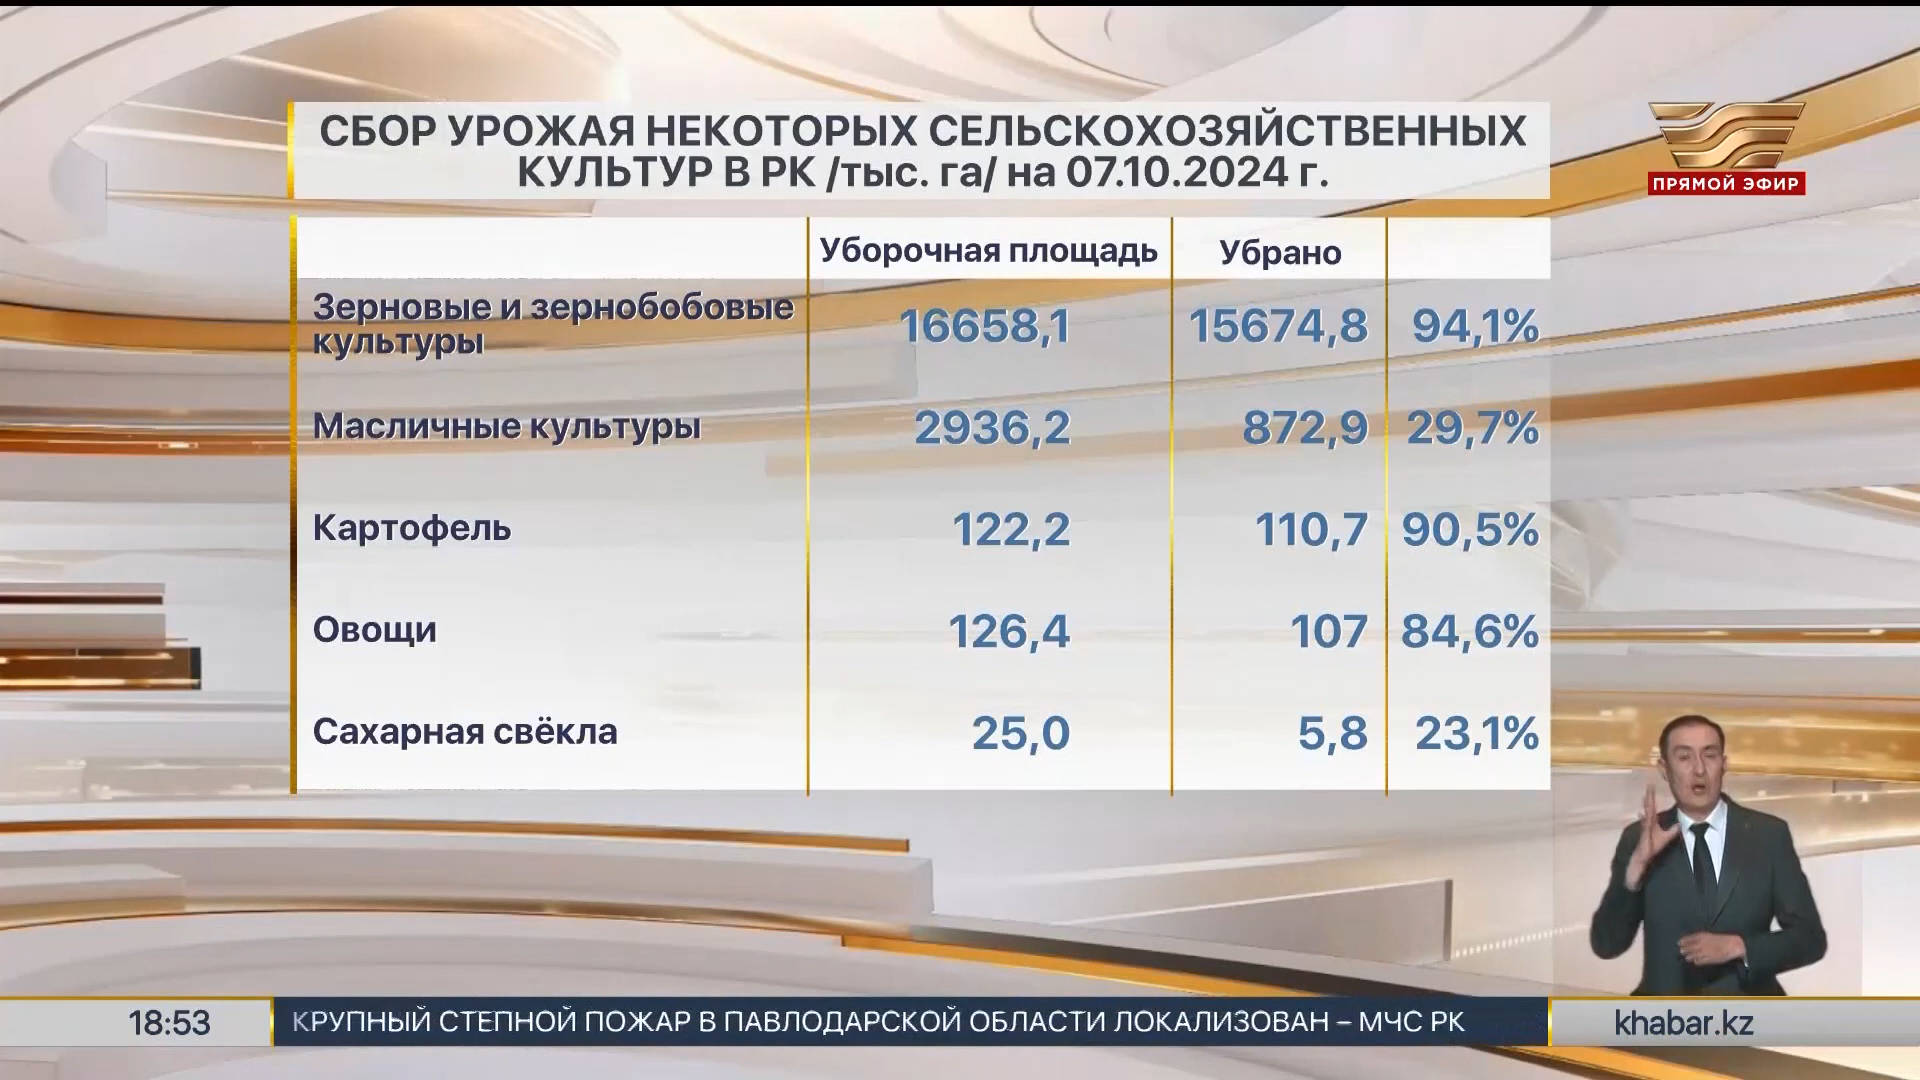 СБОР УРОЖАЯ НЕКОТОРЫХ СЕЛЬСКОХОЗЯЙСТВЕННЫХ
КУЛЬТУР В РК /тыс. га/ на 07.10.2024 г.
ПРЯМОЙ ЭФИР
Уборочная площадь Убрано
Зерновые и зернобобовые
культуры 16658,1 15674,8 94,1%
Масличные культуры 2936,2 872,9 29,7%
Картофель 122,2 110,7 90,5%
Овощи 126,4 107 84,6%
Сахарная свёкла 25,0 5,8 23,1%
18:53 КРУПНЫЙ СТЕПНОЙ ПОЖАР В ПАВЛОДАРСКОЙ ОБЛАСТИ ЛОКАЛИЗОВАН – МЧС РК khabar.kz